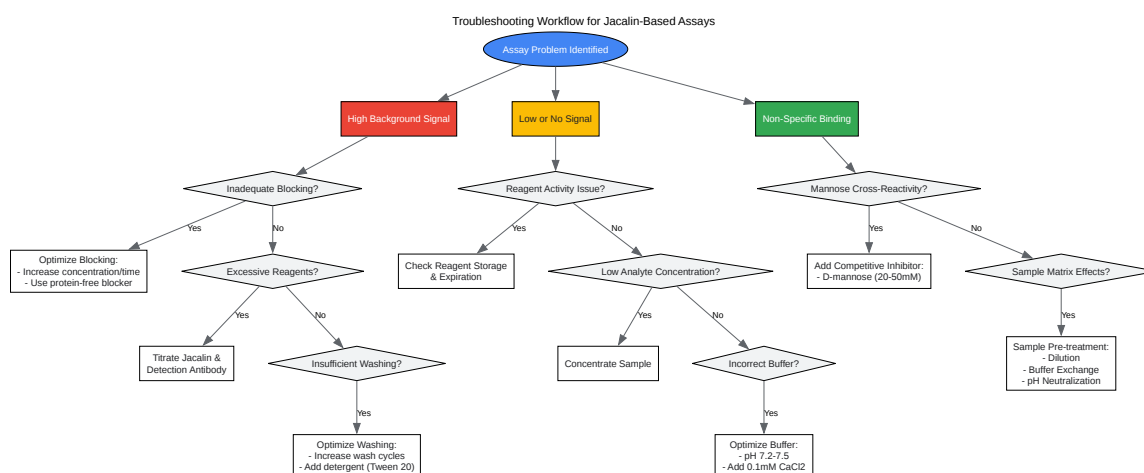 Troubleshooting Workflow for Jacalin-Based Assays
Assay Problem Identified
High Background Signal
Low or No Signal
Non-Specific Binding
Inadequate Blocking?
Reagent Activity Issue?
Mannose Cross-Reactivity?
Yes
No
Yes
No
Yes
No
Optimize Blocking:
- Increase concentration/time
- Use protein-free blocker
Excessive Reagents?
Check Reagent Storage
& Expiration
Low Analyte Concentration?
Add Competitive Inhibitor:
- D-mannose (20-50mM)
Sample Matrix Effects?
Yes
No
Yes
No
Yes
Titrate Jacalin &
Detection Antibody
Insufficient Washing?
Concentrate Sample
Incorrect Buffer?
Sample Pre-treatment:
- Dilution
- Buffer Exchange
- pH Neutralization
Yes
Yes
Optimize Washing:
- Increase wash cycles
- Add detergent (Tween 20)
Optimize Buffer:
- pH 7.2-7.5
- Add 0.1mM CaCl2